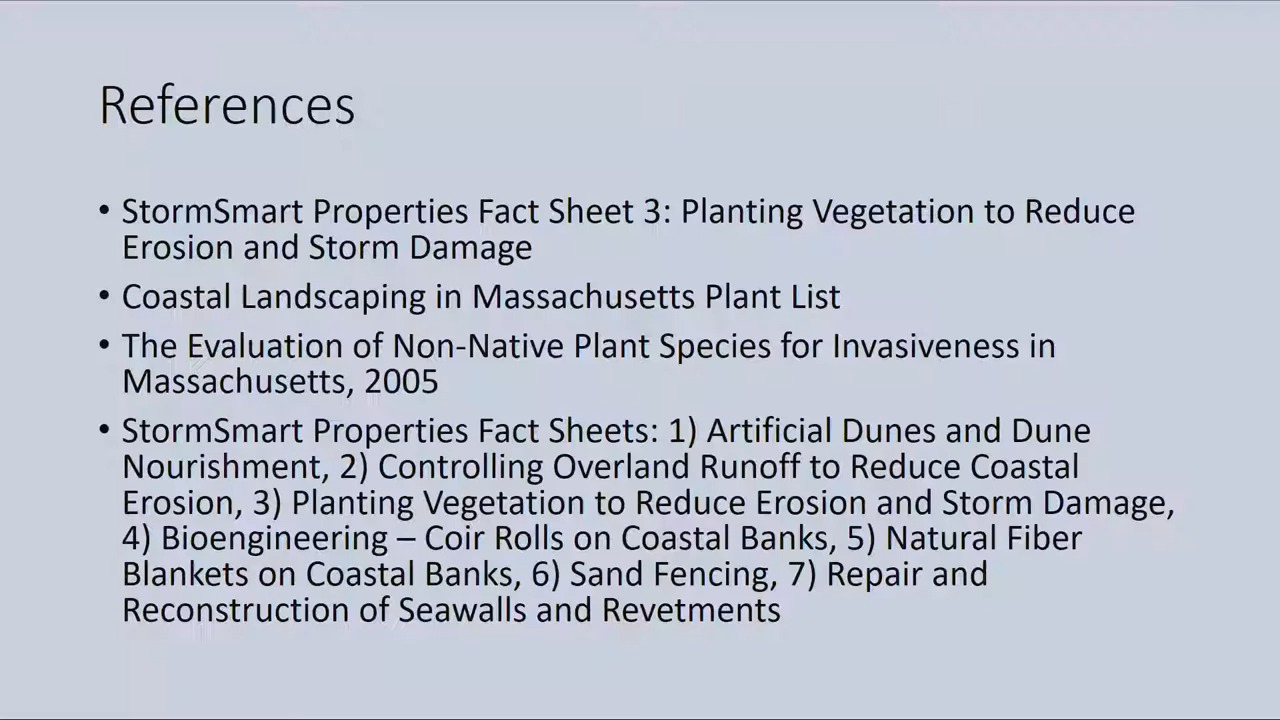 References
• StormSmart Properties Fact Sheet 3: Planting Vegetation to Reduce
Erosion and Storm Damage
• Coastal Landscaping in Massachusetts Plant List
• The Evaluation of Non-Native Plant Species for Invasiveness in
Massachusetts, 2005
• StormSmart Properties Fact Sheets: 1) Artificial Dunes and Dune
Nourishment, 2) Controlling Overland Runoff to Reduce Coastal
Erosion, 3) Planting Vegetation to Reduce Erosion and Storm Damage,
4) Bioengineering – Coir Rolls on Coastal Banks, 5) Natural Fiber
Blankets on Coastal Banks, 6) Sand Fencing, 7) Repair and
Reconstruction of Seawalls and Revetments